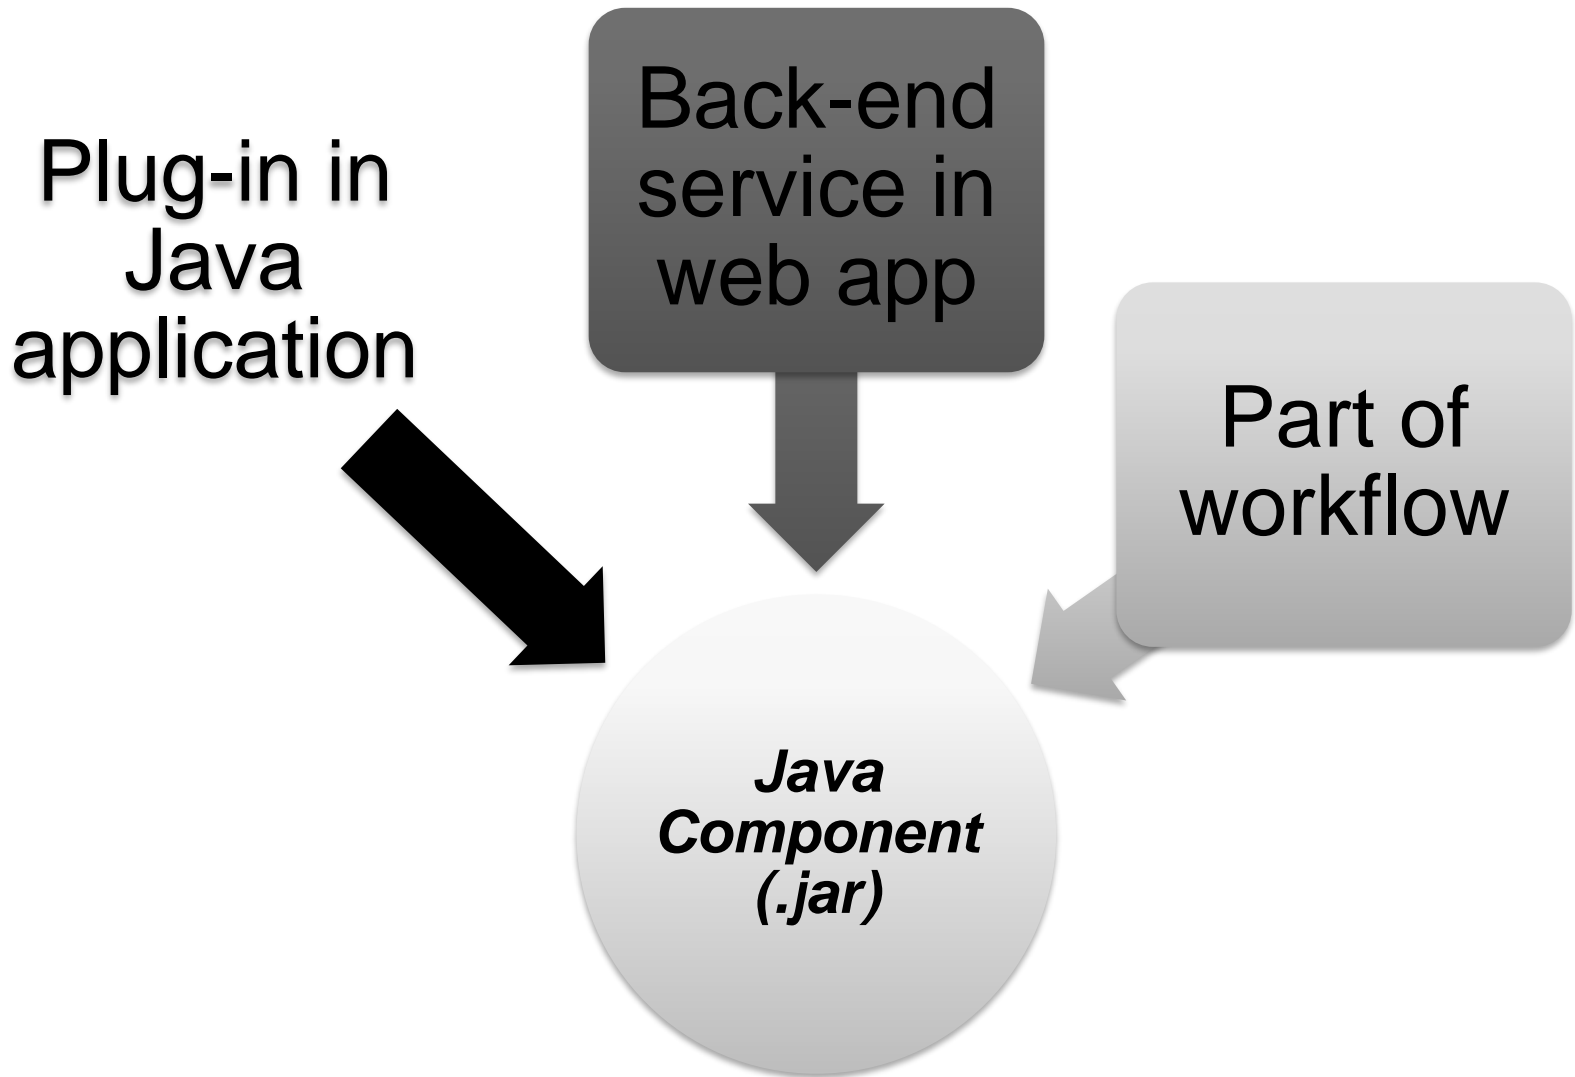 Plug-in in
Java
application
Back-end
service in
web app
Part of
workflow
Java
Component
(.jar)